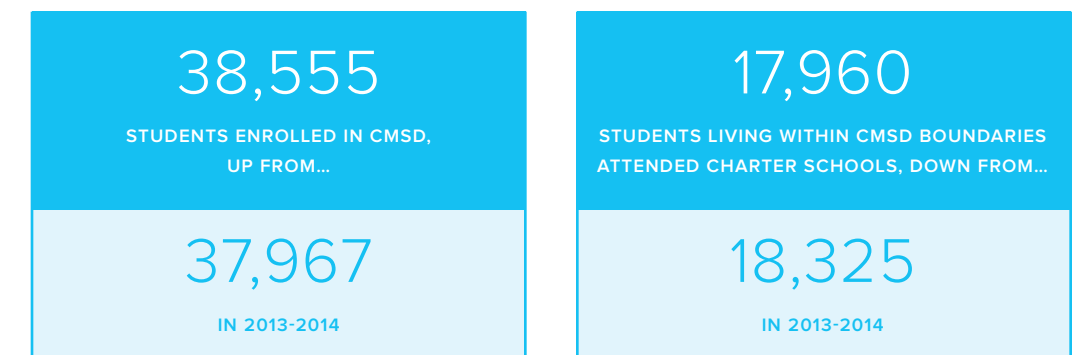 38,555
STUDENTS ENROLLED IN CMSD,
UP FROM...
37,967
IN 2013-2014
17,960
STUDENTS LIVING WITHIN CMSD BOUNDARIES
ATTENDED CHARTER SCHOOLS, DOWN FROM...
18,325
IN 2013-2014